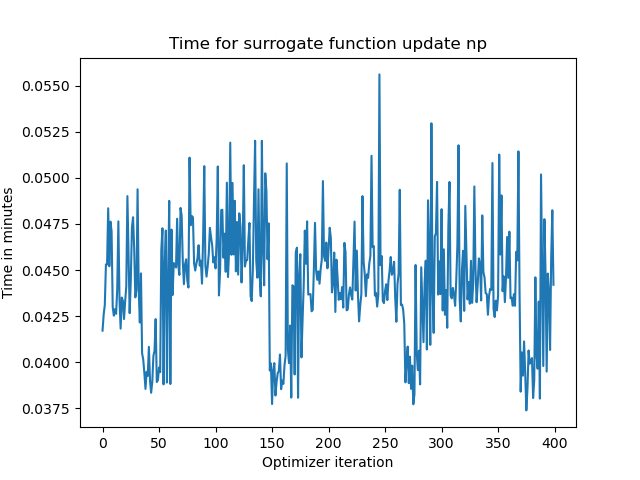 Time for surrogate function update np
Time in minutes
0.0550
0.0525
0.0500
0.0475
0.0450
0.0425
0.0400
0.0375
0 50 100 150 200 250 300 350 400
Optimizer iteration